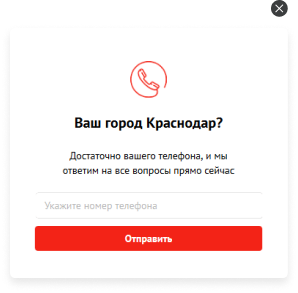 Ваш город Краснодар?
Достаточно вашего телефона, и мы
ответим на все вопросы прямо сейчас
Укажите номер телефона
Отправить